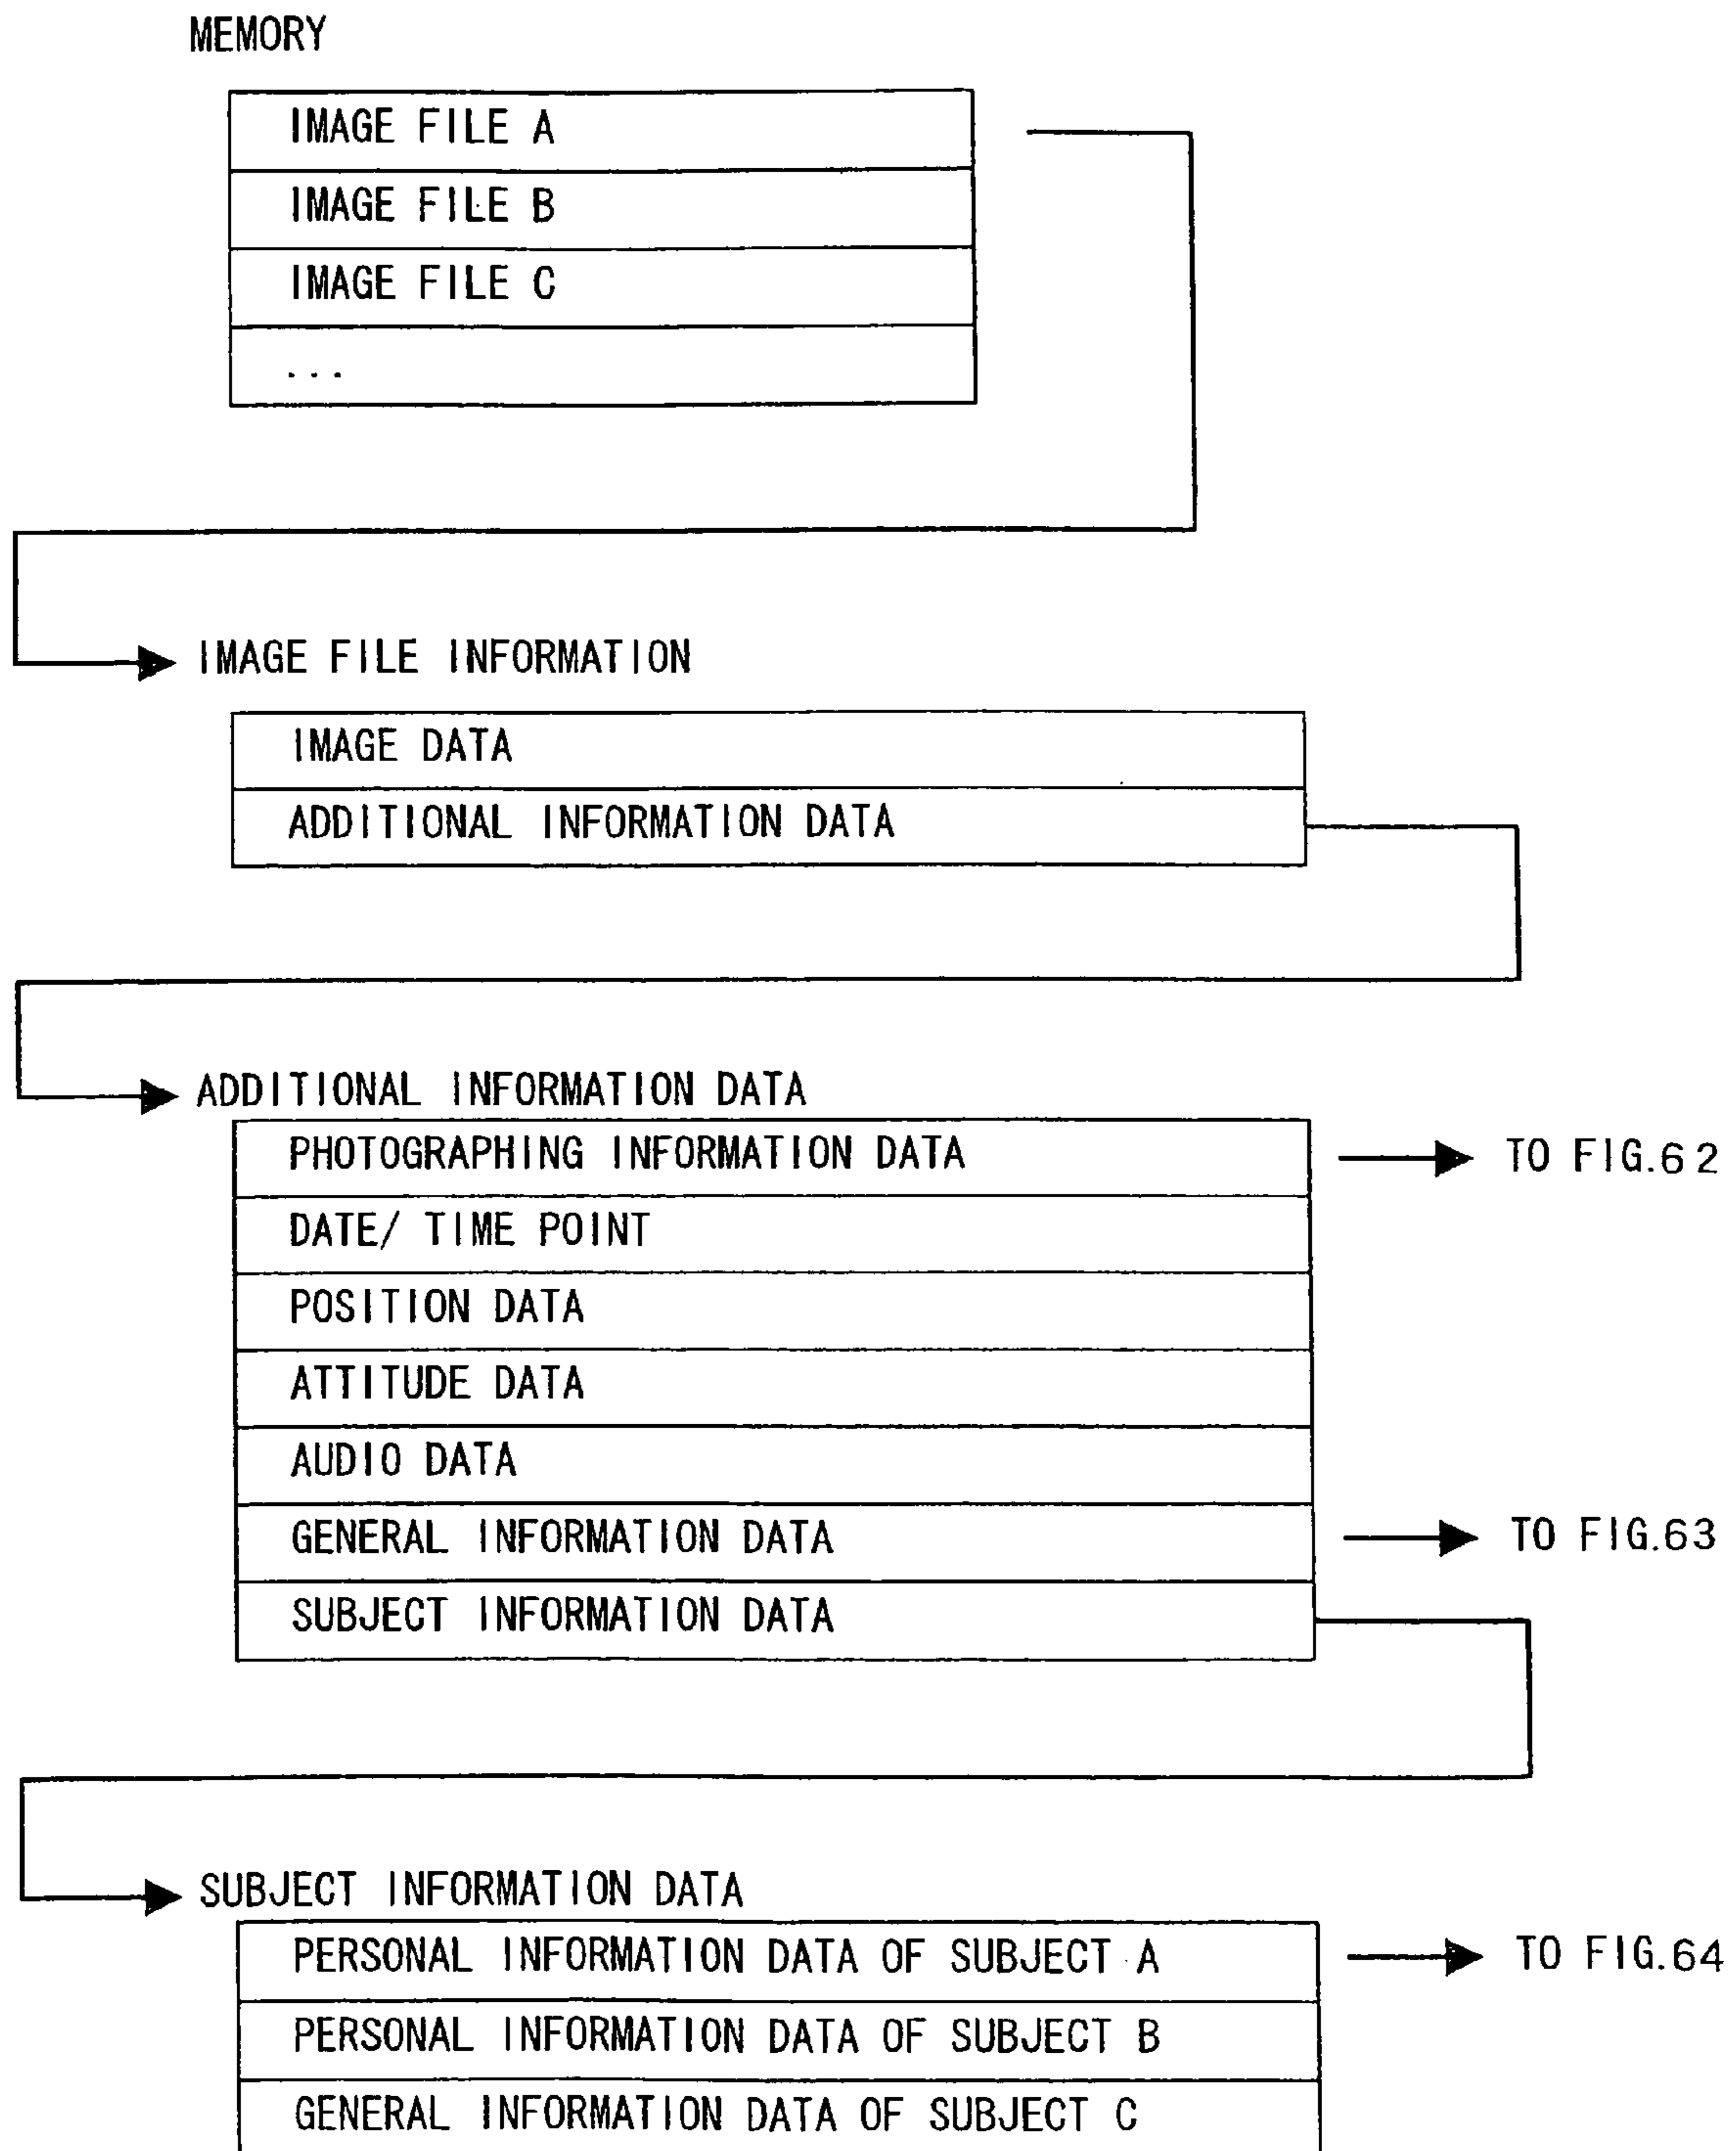 MEMORY
IMAGE FILE A
IMAGE FILE B
IMAGE FILE C
...
IMAGE FILE INFORMATION
IMAGE DATA
ADDITIONAL INFORMATION DATA
ADDITIONAL INFORMATION DATA
PHOTOGRAPHING INFORMATION DATA TO FIG.62
DATE/ TIME POINT
POSITION DATA
ATTITUDE DATA
AUDIO DATA
GENERAL INFORMATION DATA TO FIG.63
SUBJECT INFORMATION DATA
SUBJECT INFORMATION DATA
PERSONAL INFORMATION DATA OF SUBJECT A TO FIG.64
PERSONAL INFORMATION DATA OF SUBJECT B
GENERAL INFORMATION DATA OF SUBJECT C